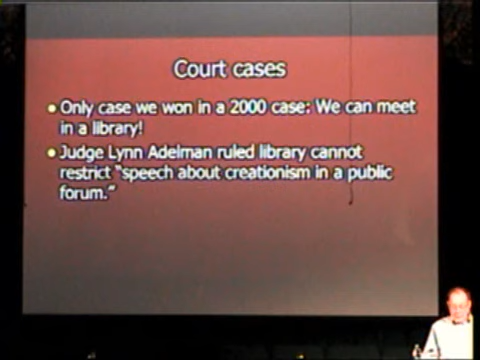 Court cases
• Only case we won in a 2000 case: We can meet
in a library!
• Judge Lynn Adelman ruled library cannot
restrict “speech about creationism in a public
forum.”